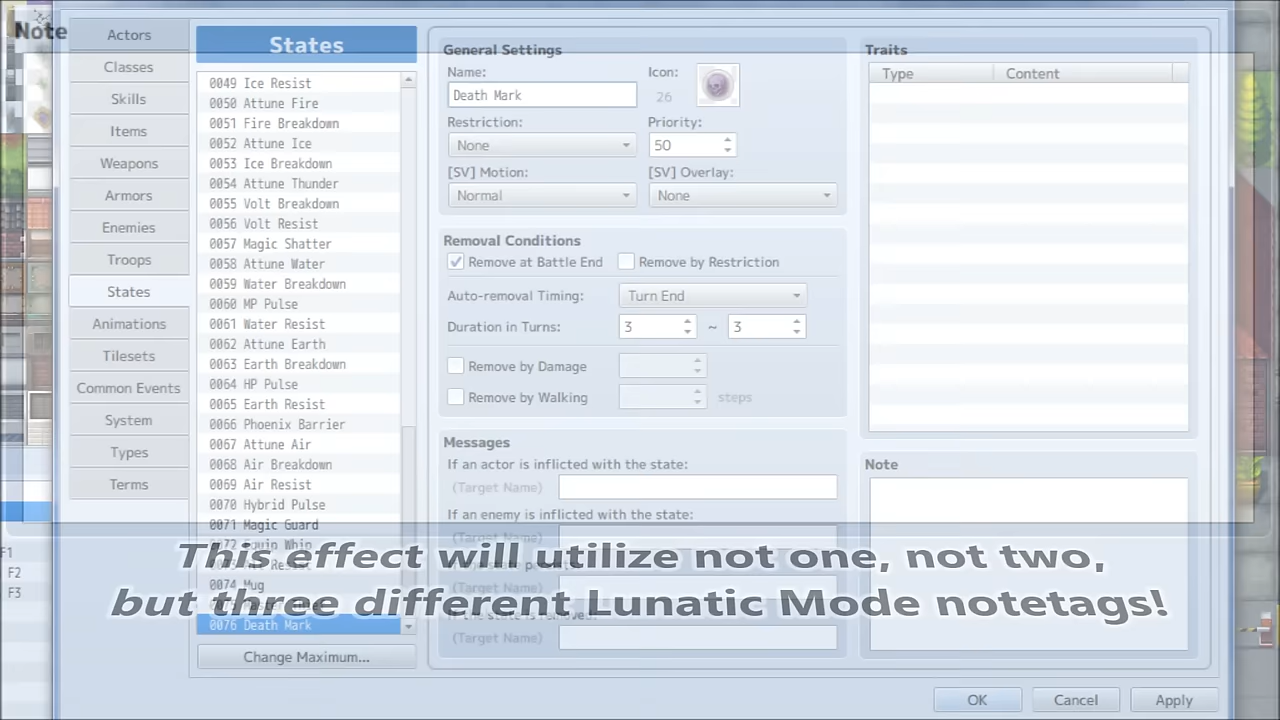 Note
Actors
Classes
Skills
Items
Weapons
Armors
Enemies
Troops
States
Animations
Tilesets
Common Events
System
Types
Terms
F1
F2
F3
States
0049 Ice Resist
0050 Attune Fire
0051 Fire Breakdown
0052 Attune Ice
0053 Ice Breakdown
0054 Attune Thunder
0055 Volt Breakdown
0056 Volt Resist
0057 Magic Shatter
0058 Attune Water
0059 Water Breakdown
0060 MP Pulse
0061 Water Resist
0062 Attune Earth
0063 Earth Breakdown
0064 HP Pulse
0065 Earth Resist
0066 Phoenix Barrier
0067 Attune Air
0068 Air Breakdown
0069 Air Resist
0070 Hybrid Pulse
0071 Magic Guard
0074 Mug
0076 Death Mark
Change Maximum...
General Settings
Name:
Icon:
Death Mark
26
Restriction:
Priority:
None
50
[SV] Motion:
[SV] Overlay:
Normal
None
Removal Conditions
Remove at Battle End
Remove by Restriction
Auto-removal Timing:
Turn End
Duration in Turns:
3
~
3
Remove by Damage
Remove by Walking
steps
Messages
If an actor is inflicted with the state:
(Target Name)
If an enemy is inflicted with the state:
(Target Name)
(Target Name)
(Target Name)
Traits
Type
Content
Note
This effect will utilize not one, not two,
but three different Lunatic Mode notetags!
OK
Cancel
Apply